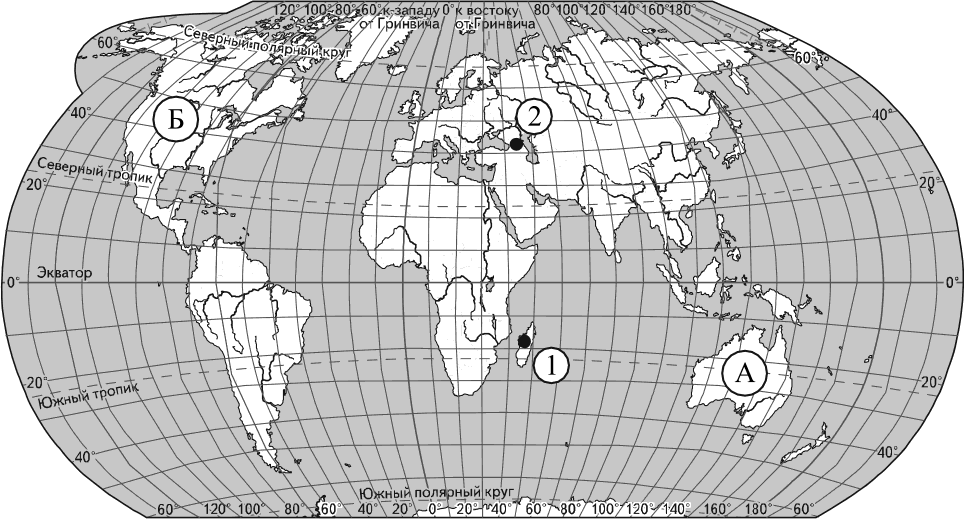 120° 100° 80° 60° к западу 0° к востоку 80° 100° 120° 140° 160° 180°
от Гринвича от Гринвича
Северный полярный круг
60° 60°
Б 2
40° 40°
Северный тропик
20° 20°
Экватор
0° 0°
1 А
20° 20°
Южный тропик
40° 40°
Южный полярный круг
60° 80° 60° 40° 20° 0° 20° 40° 60° 80° 100° 120° 140° 160° 60°